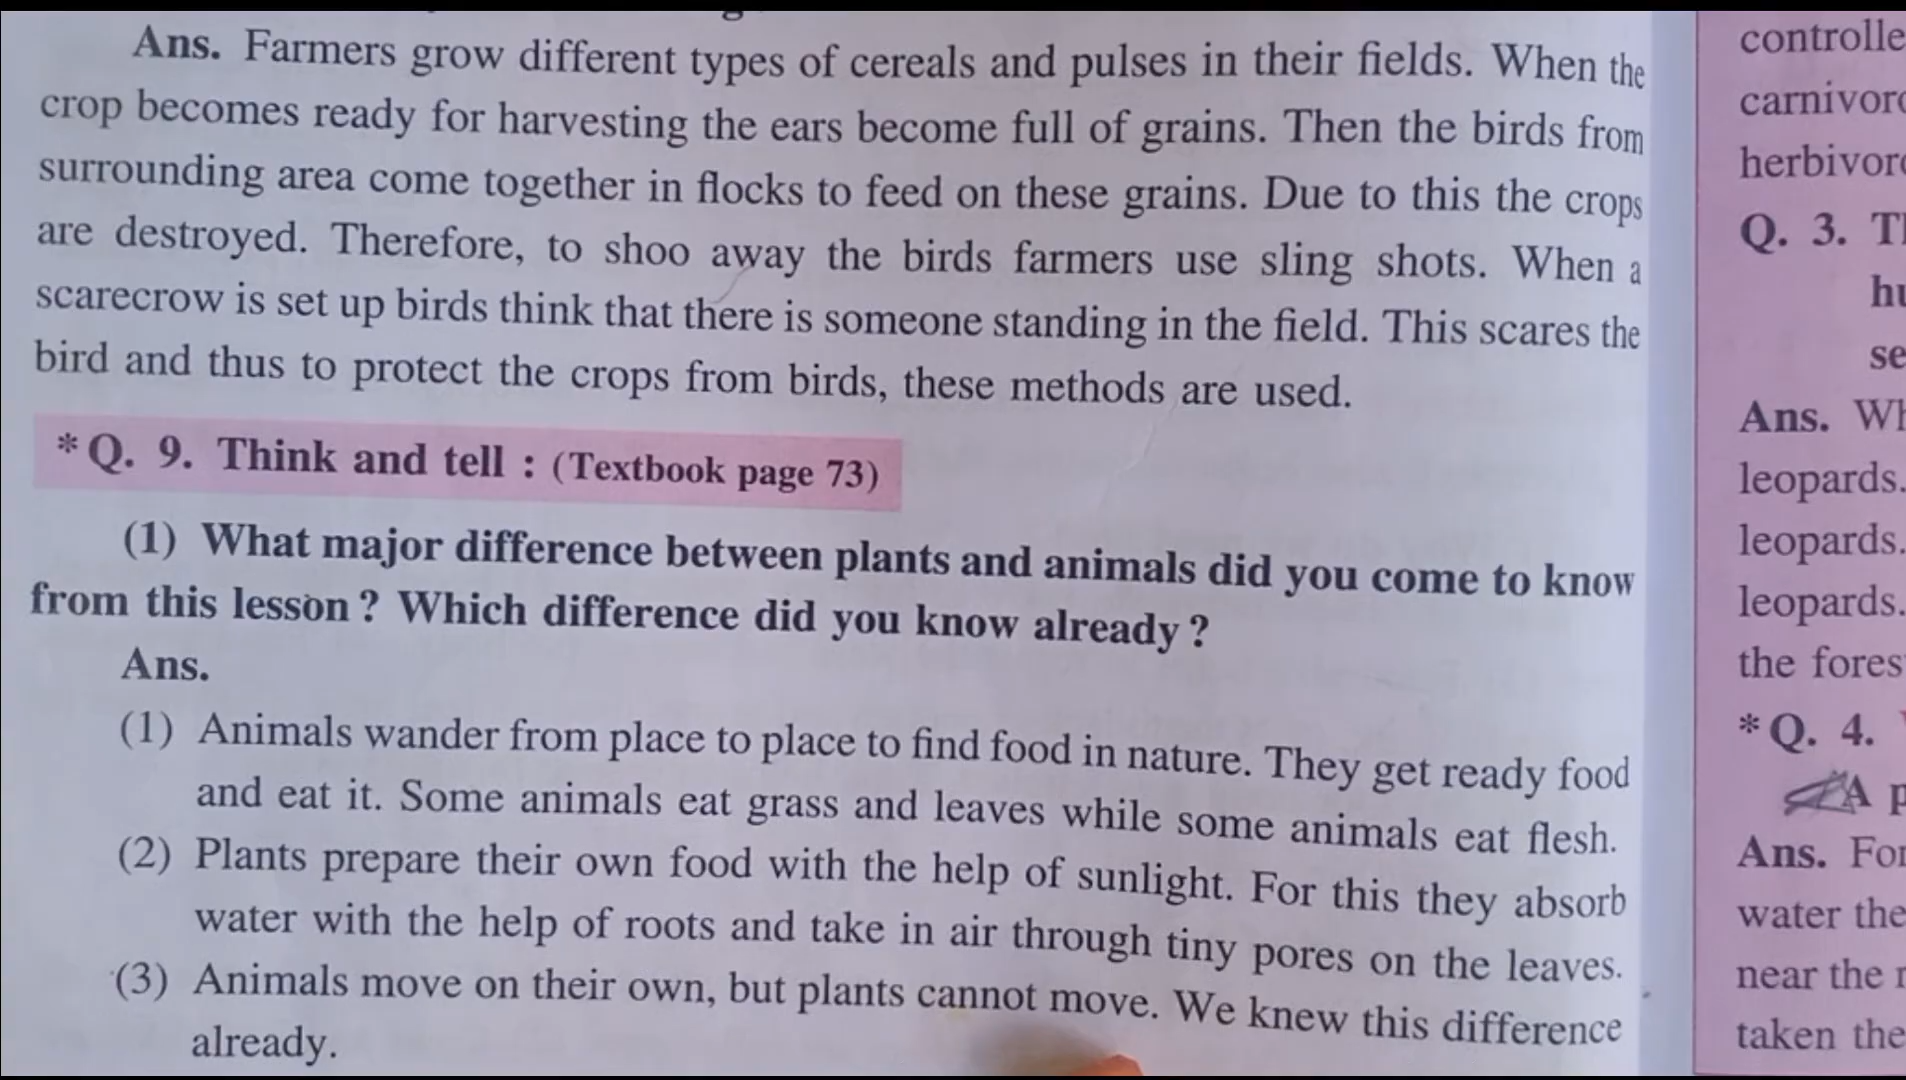 Ans. Farmers grow different types of cereals and pulses in their fields. When the
crop becomes ready for harvesting the ears become full of grains. Then the birds from
surrounding area come together in flocks to feed on these grains. Due to this the crops
are destroyed. Therefore, to shoo away the birds farmers use sling shots. When a
scarecrow is set up birds think that there is someone standing in the field. This scares the
bird and thus to protect the crops from birds, these methods are used.
*Q. 9. Think and tell : (Textbook page 73)
(1) What major difference between plants and animals did you come to know
from this lesson? Which difference did you know already?
Ans.
(1) Animals wander from place to place to find food in nature. They get ready food
and eat it. Some animals eat grass and leaves while some animals eat flesh.
(2) Plants prepare their own food with the help of sunlight. For this they absorb
water with the help of roots and take in air through tiny pores on the leaves.
(3) Animals move on their own, but plants cannot move. We knew this difference
already.
Q. 3.
Ans.
leopards.
leopards.
leopards.
the
*Q. 4.
A
Ans.
water
near the
taken